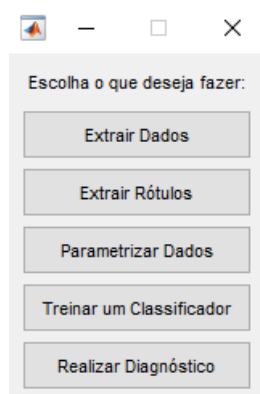 Escolha o que deseja fazer:
Extrair Dados
Extrair Rótulos
Parametrizar Dados
Treinar um Classificador
Realizar Diagnóstico